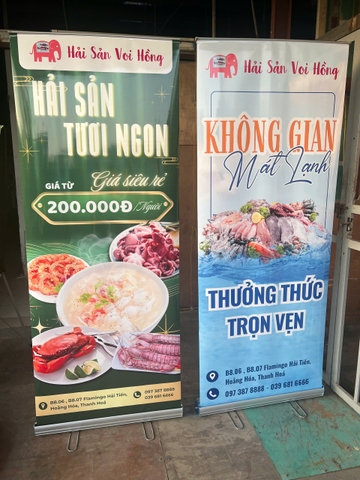 Hải Sản Voi Hồng
HẢI SẢN
TƯƠI NGON
Giá siêu rẻ
GIÁ TỪ
200.000Đ/Người
B8.06 , B8.07 Flamingo Hải Tiến,
Hoằng Hóa, Thanh Hoá
097 387 8888
039 681 6666
Hải Sản Voi Hồng
KHÔNG GIAN
Mát Lạnh
THƯỞNG THỨC
TRỌN VẸN
B8.06 , B8.07 Flamingo Hải Tiến,
Hoằng Hóa, Thanh Hoá
097 387 8888 - 039 681 6666